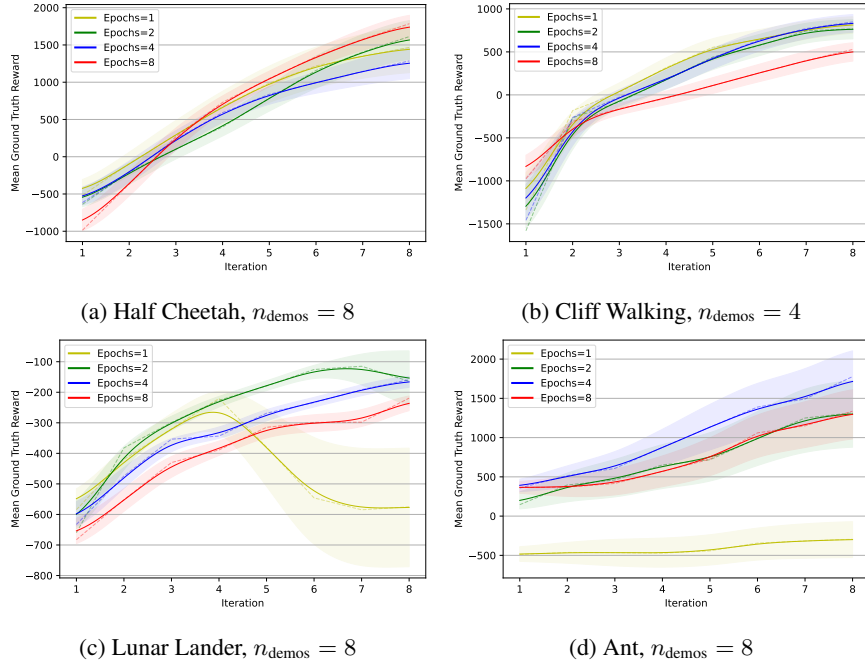 2000
1500
1000
500
0
−500
−1000
Mean Ground Truth Reward
Epochs=1
Epochs=2
Epochs=4
Epochs=8
1 2 3 4 5 6 7 8
Iteration
(a) Half Cheetah, n_demos = 8
1000
500
0
−500
−1000
−1500
Mean Ground Truth Reward
Epochs=1
Epochs=2
Epochs=4
Epochs=8
1 2 3 4 5 6 7 8
Iteration
(b) Cliff Walking, n_demos = 4
−100
−200
−300
−400
−500
−600
−700
−800
Mean Ground Truth Reward
Epochs=1
Epochs=2
Epochs=4
Epochs=8
1 2 3 4 5 6 7 8
Iteration
(c) Lunar Lander, n_demos = 8
2000
1500
1000
500
0
−500
Mean Ground Truth Reward
Epochs=1
Epochs=2
Epochs=4
Epochs=8
1 2 3 4 5 6 7 8
Iteration
(d) Ant, n_demos = 8